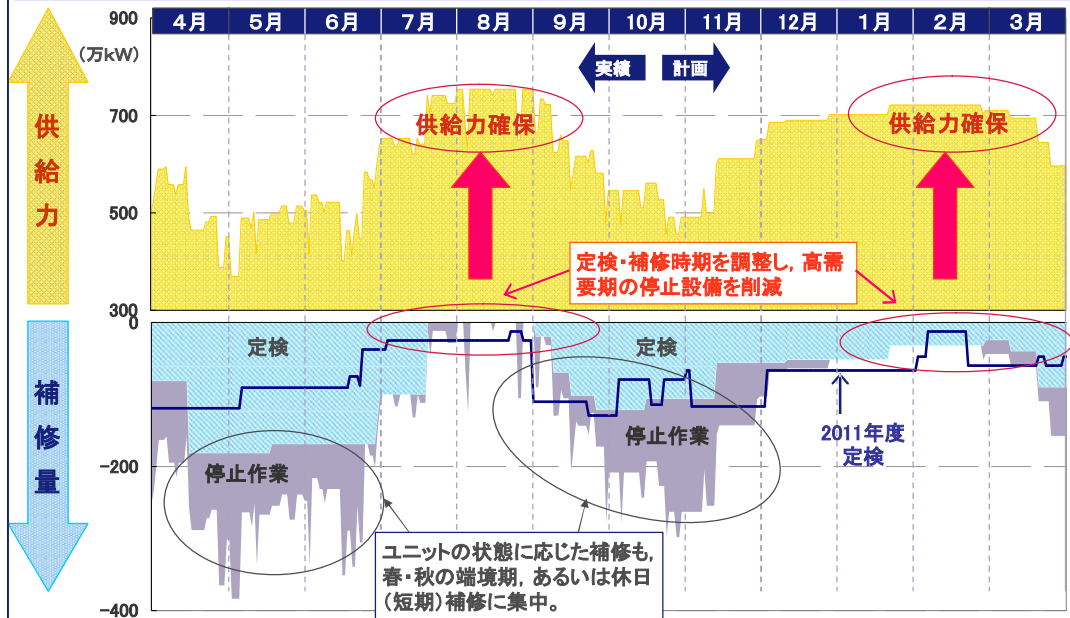 900
(万kW)
700
500
300
0
-200
-400
4月 5月 6月 7月 8月 9月 10月 11月 12月 1月 2月 3月
実績 計画
供給力
補修量
供給力確保
供給力確保
定検・補修時期を調整し，高需
要期の停止設備を削減
定検
定検
停止作業
停止作業
2011年度
定検
ユニットの状態に応じた補修も，
春・秋の端境期，あるいは休日
（短期）補修に集中。